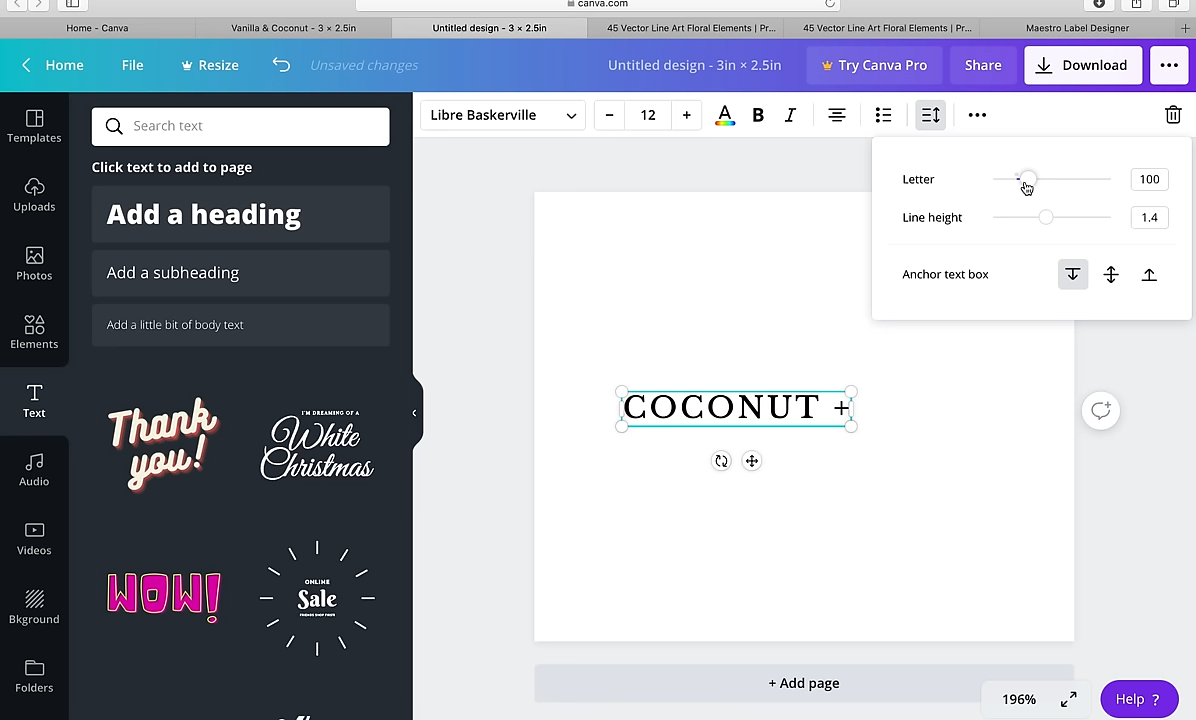 canva.com
Home - Canva
Vanilla & Coconut - 3 × 2.5in
Untitled design - 3 × 2.5in
45 Vector Line Art Floral Elements | Pr...
45 Vector Line Art Floral Elements | Pr...
Maestro Label Designer
Home
File
Resize
Unsaved changes
Untitled design - 3in × 2.5in
Try Canva Pro
Share
Download
Templates
Uploads
Photos
Elements
Text
Audio
Videos
Bkground
Folders
Search text
Click text to add to page
Add a heading
Add a subheading
Add a little bit of body text
Thank you!
I'M DREAMING OF A
White
Christmas
WOW!
ONLINE
Sale
Libre Baskerville
− 12 +
A B I
Letter 100
Line height 1.4
Anchor text box
COCONUT +
+ Add page
196%
Help ?